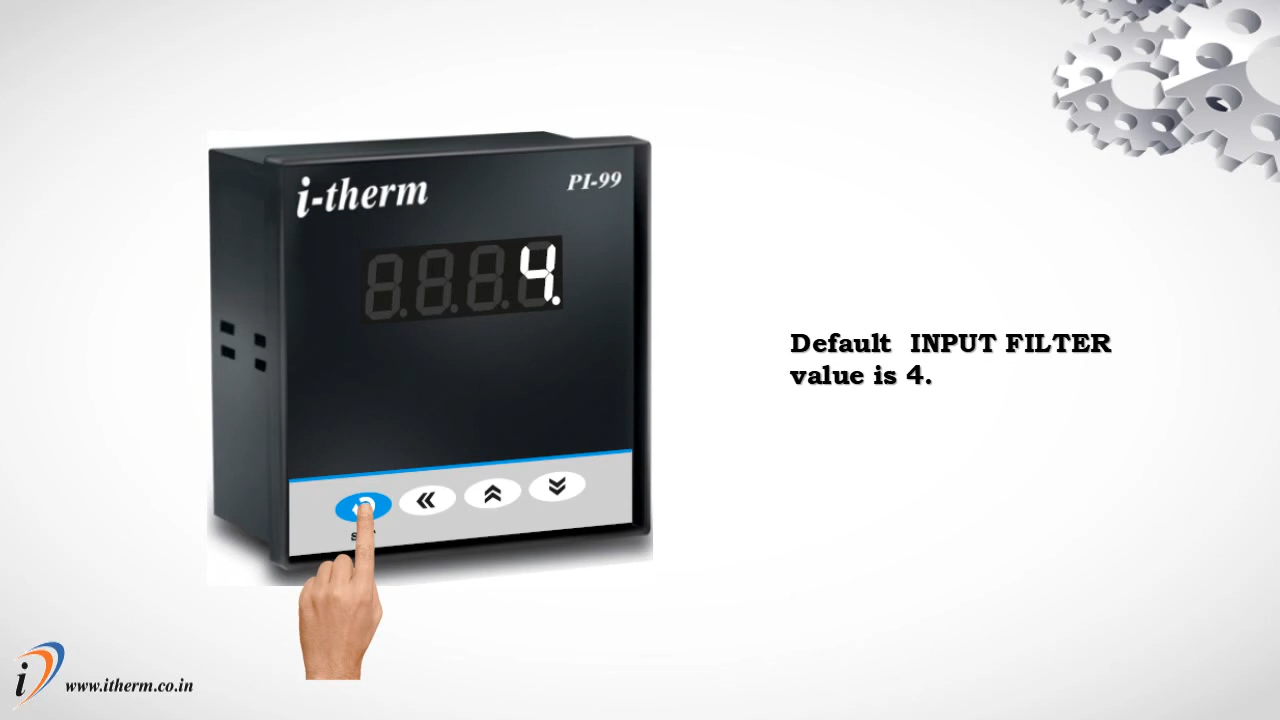 i-therm
PI-99
4.
Default INPUT FILTER
value is 4.
i
www.itherm.co.in